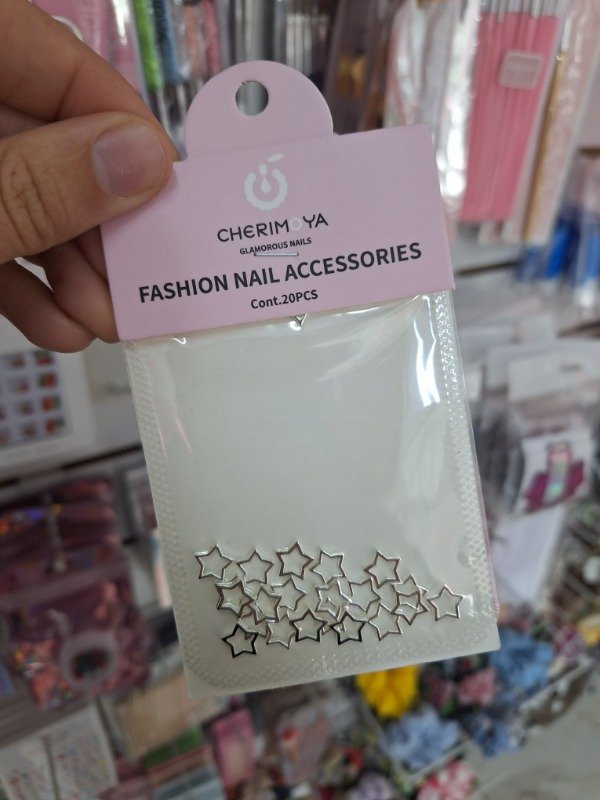 CHERIMOYA
GLAMOROUS NAILS
FASHION NAIL ACCESSORIES
Cont.20PCS